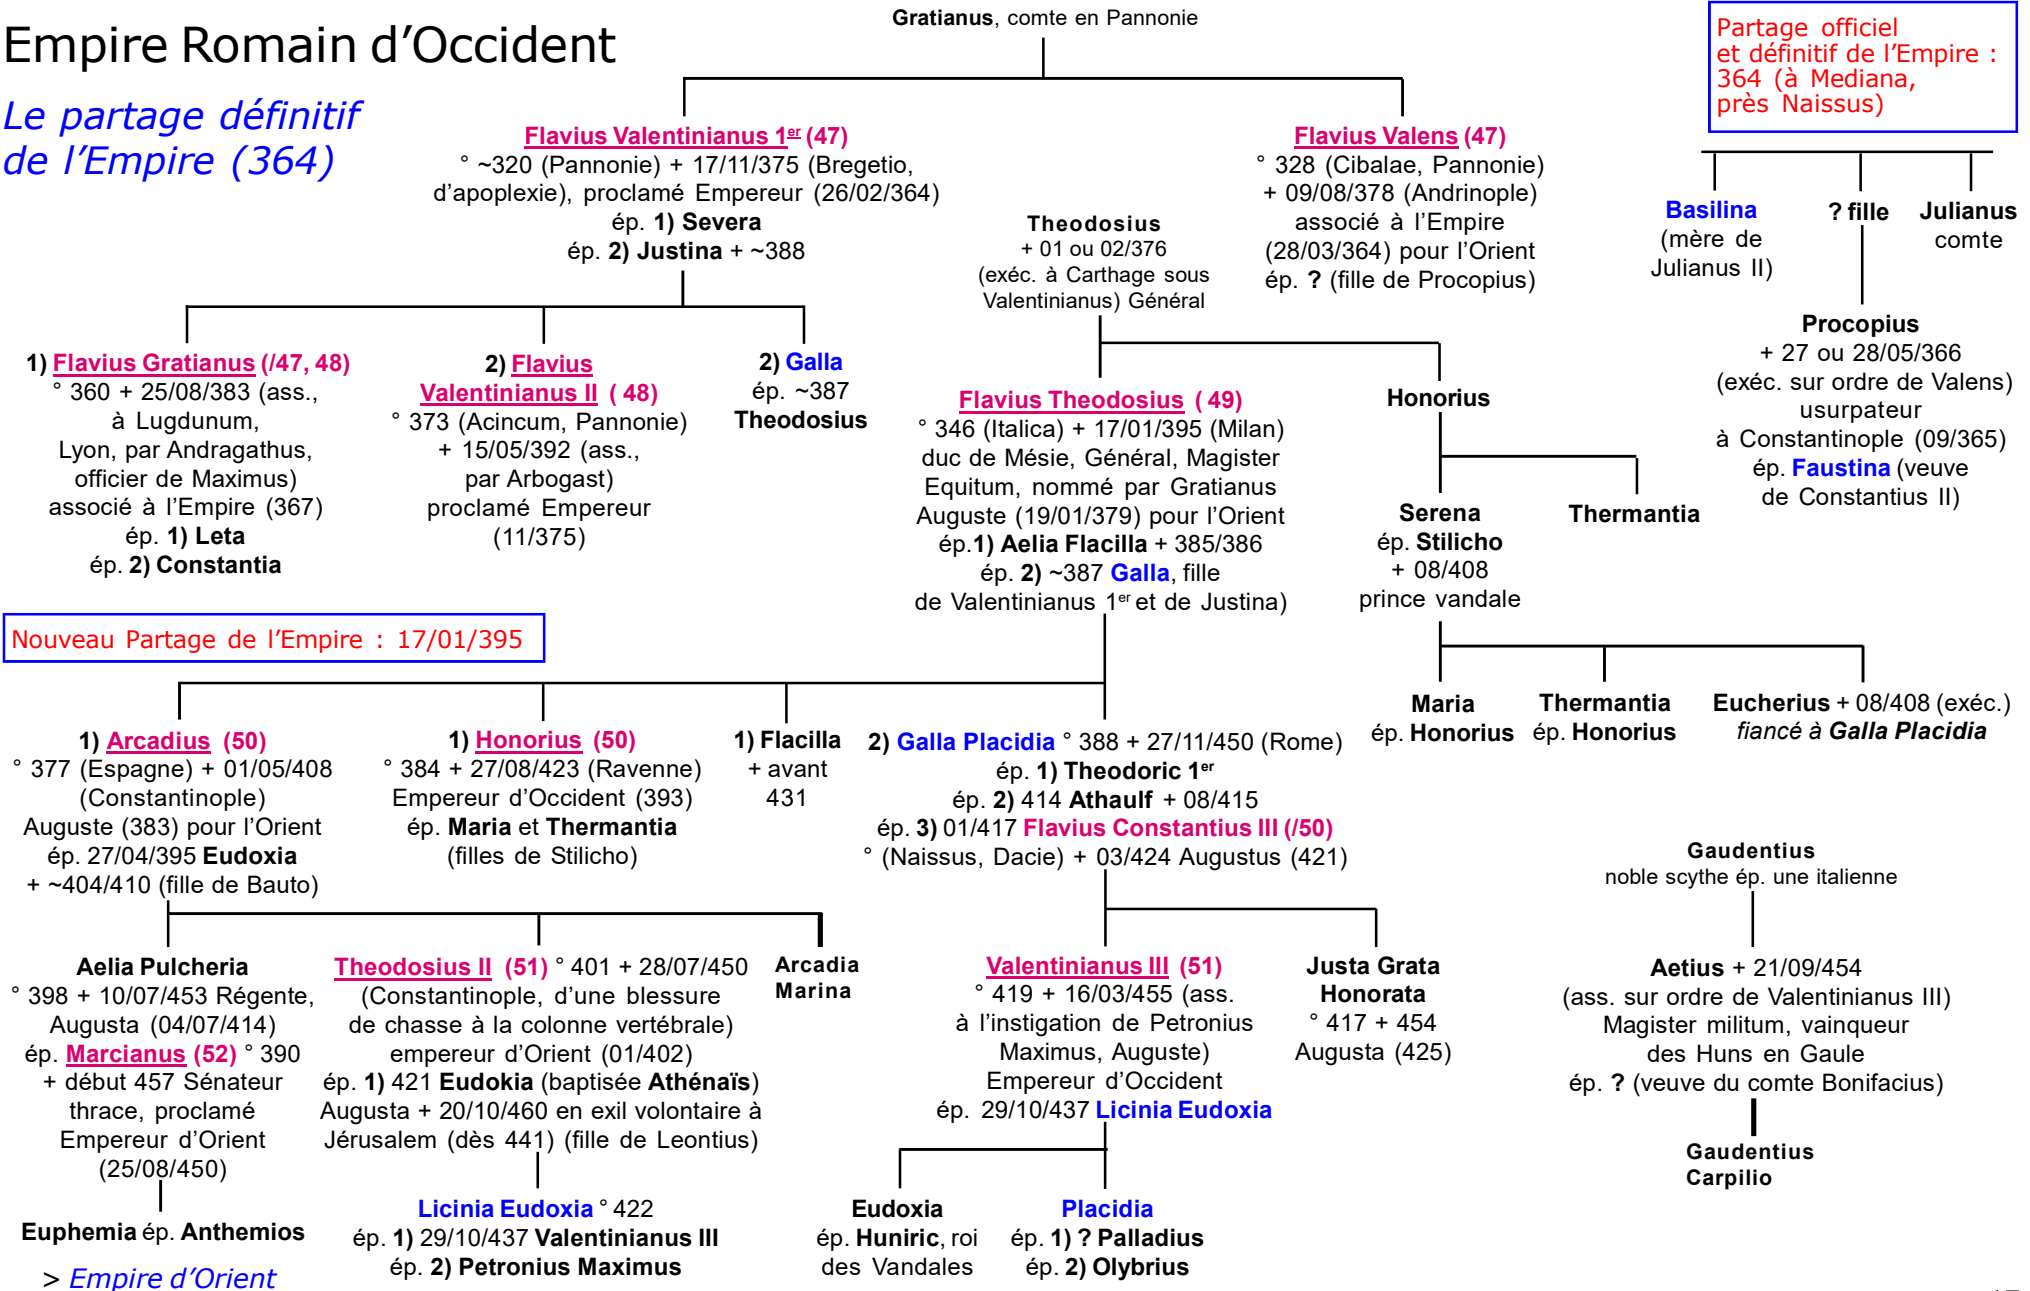 Empire Romain d'Occident
Le partage définitif
de l'Empire (364)
Gratianus, comte en Pannonie
Partage officiel
et définitif de l'Empire :
364 (à Mediana,
près Naissus)
Flavius Valentinianus 1er (47)
° ~320 (Pannonie) + 17/11/375 (Bregetio,
d'apoplexie), proclamé Empereur (26/02/364)
ép. 1) Severa
ép. 2) Justina + ~388
Flavius Valens (47)
° 328 (Cibalae, Pannonie)
+ 09/08/378 (Andrinople)
associé à l'Empire
(28/03/364) pour l'Orient
ép. ? (fille de Procopius)
Theodosius
+ 01 ou 02/376
(exéc. à Carthage sous
Valentinianus) Général
Basilina
(mère de
Julianus II)
? fille
Julianus
comte
Procopius
+ 27 ou 28/05/366
(exéc. sur ordre de Valens)
usurpateur
à Constantinople (09/365)
ép. Faustina (veuve
de Constantius II)
1) Flavius Gratianus (/47, 48)
° 360 + 25/08/383 (ass.,
à Lugdunum,
Lyon, par Andragathus,
officier de Maximus)
associé à l'Empire (367)
ép. 1) Leta
ép. 2) Constantia
2) Flavius
Valentinianus II ( 48)
° 373 (Acincum, Pannonie)
+ 15/05/392 (ass.,
par Arbogast)
proclamé Empereur
(11/375)
2) Galla
ép. ~387
Theodosius
Flavius Theodosius ( 49)
° 346 (Italica) + 17/01/395 (Milan)
duc de Mésie, Général, Magister
Equitum, nommé par Gratianus
Auguste (19/01/379) pour l'Orient
ép.1) Aelia Flacilla + 385/386
ép. 2) ~387 Galla, fille
de Valentinianus 1er et de Justina)
Honorius
Serena
ép. Stilicho
+ 08/408
prince vandale
Thermantia
Nouveau Partage de l'Empire : 17/01/395
Maria
ép. Honorius
Thermantia
ép. Honorius
Eucherius + 08/408 (exéc.)
fiancé à Galla Placidia
1) Arcadius (50)
° 377 (Espagne) + 01/05/408
(Constantinople)
Auguste (383) pour l'Orient
ép. 27/04/395 Eudoxia
+ ~404/410 (fille de Bauto)
1) Honorius (50)
° 384 + 27/08/423 (Ravenne)
Empereur d'Occident (393)
ép. Maria et Thermantia
(filles de Stilicho)
1) Flacilla
+ avant
431
2) Galla Placidia ° 388 + 27/11/450 (Rome)
ép. 1) Theodoric 1er
ép. 2) 414 Athaulf + 08/415
ép. 3) 01/417 Flavius Constantius III (/50)
° (Naissus, Dacie) + 03/424 Augustus (421)
Gaudentius
noble scythe ép. une italienne
Aelia Pulcheria
° 398 + 10/07/453 Régente,
Augusta (04/07/414)
ép. Marcianus (52) ° 390
+ début 457 Sénateur
thrace, proclamé
Empereur d'Orient
(25/08/450)
Theodosius II (51) ° 401 + 28/07/450
(Constantinople, d'une blessure
de chasse à la colonne vertébrale)
empereur d'Orient (01/402)
ép. 1) 421 Eudokia (baptisée Athénaïs)
Augusta + 20/10/460 en exil volontaire à
Jérusalem (dès 441) (fille de Leontius)
Arcadia
Marina
Valentinianus III (51)
° 419 + 16/03/455 (ass.
à l'instigation de Petronius
Maximus, Auguste)
Empereur d'Occident
ép. 29/10/437 Licinia Eudoxia
Justa Grata
Honorata
° 417 + 454
Augusta (425)
Aetius + 21/09/454
(ass. sur ordre de Valentinianus III)
Magister militum, vainqueur
des Huns en Gaule
ép. ? (veuve du comte Bonifacius)
Gaudentius
Carpilio
Euphemia ép. Anthemios
Licinia Eudoxia ° 422
ép. 1) 29/10/437 Valentinianus III
ép. 2) Petronius Maximus
Eudoxia
ép. Huniric, roi
des Vandales
Placidia
ép. 1) ? Palladius
ép. 2) Olybrius
> Empire d'Orient